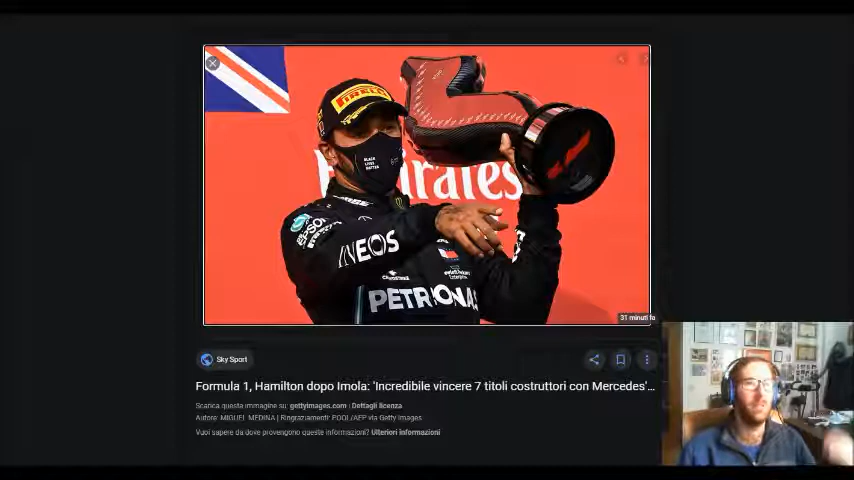 PIRELLI
BLACK
LIVES
MATTER
Emirates
EPSON
INEOS
PETRONAS
31 minuti fa
Sky Sport
Formula 1, Hamilton dopo Imola: 'Incredibile vincere 7 titoli costruttori con Mercedes'...
Scarica questa immagine su: gettyimages.com | Dettagli licenza
Autore: MIGUEL MEDINA | Ringraziamenti: POOL/AFP via Getty Images
Vuoi sapere da dove provengono queste informazioni? Ulteriori informazioni